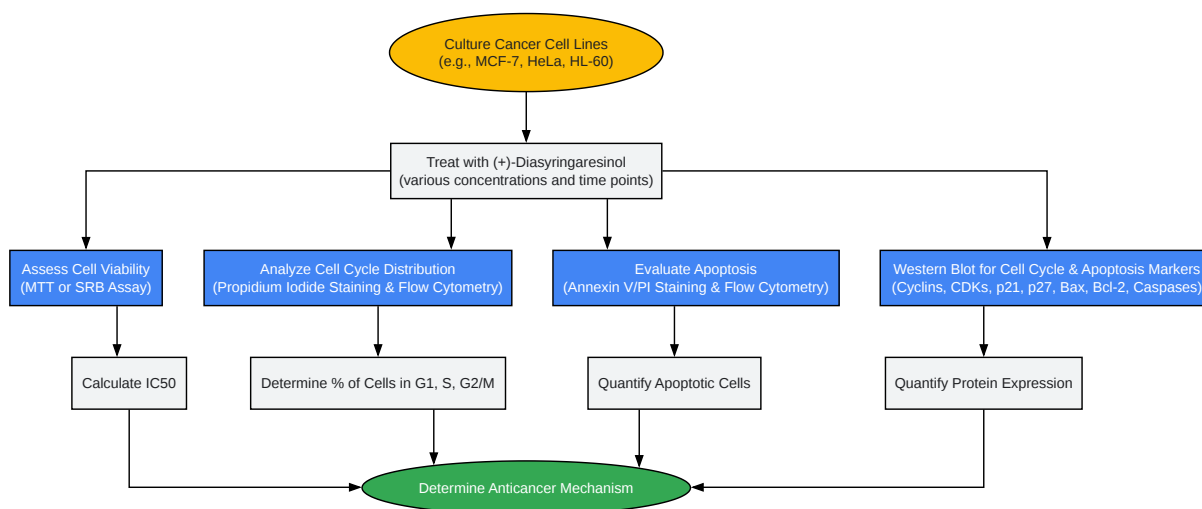 Culture Cancer Cell Lines
(e.g., MCF-7, HeLa, HL-60)
Treat with (+)-Diasyringaresinol
(various concentrations and time points)
Assess Cell Viability
(MTT or SRB Assay)
Analyze Cell Cycle Distribution
(Propidium Iodide Staining & Flow Cytometry)
Evaluate Apoptosis
(Annexin V/PI Staining & Flow Cytometry)
Western Blot for Cell Cycle & Apoptosis Markers
(Cyclins, CDKs, p21, p27, Bax, Bcl-2, Caspases)
Calculate IC50
Determine % of Cells in G1, S, G2/M
Quantify Apoptotic Cells
Quantify Protein Expression
Determine Anticancer Mechanism